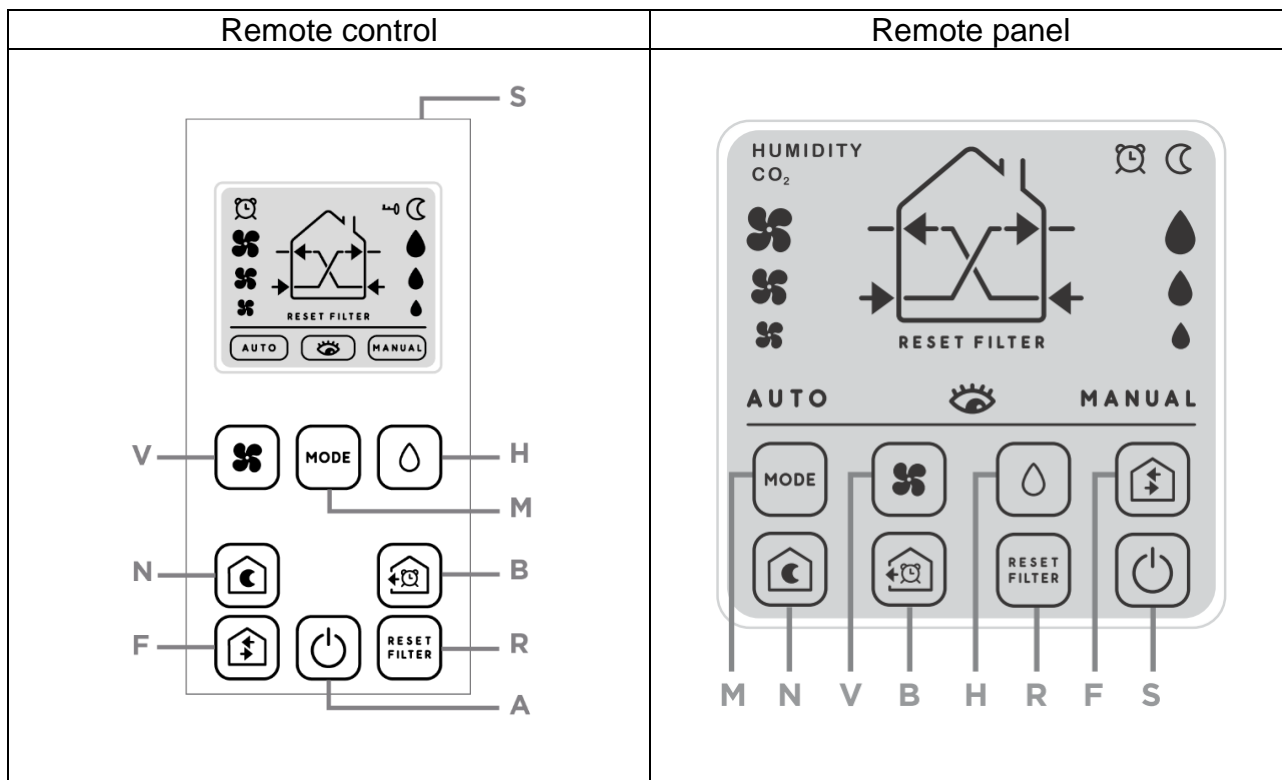 Remote control
Remote panel
S
RESET FILTER
AUTO
MANUAL
V
MODE
H
M
N
B
F
RESET
FILTER
R
A
HUMIDITY
CO₂
RESET FILTER
AUTO
MANUAL
MODE
RESET
FILTER
M N V B H R F S